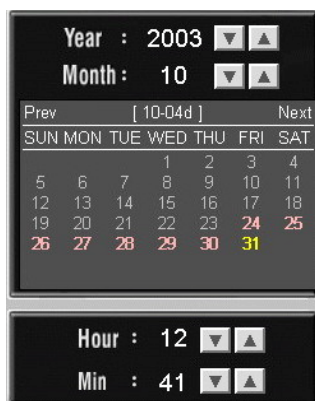 Year : 2003
Month : 10
Prev [ 10-04d ] Next
SUN MON TUE WED THU FRI SAT
1 2 3 4
5 6 7 8 9 10 11
12 13 14 15 16 17 18
19 20 21 22 23 24 25
26 27 28 29 30 31
Hour : 12
Min : 41